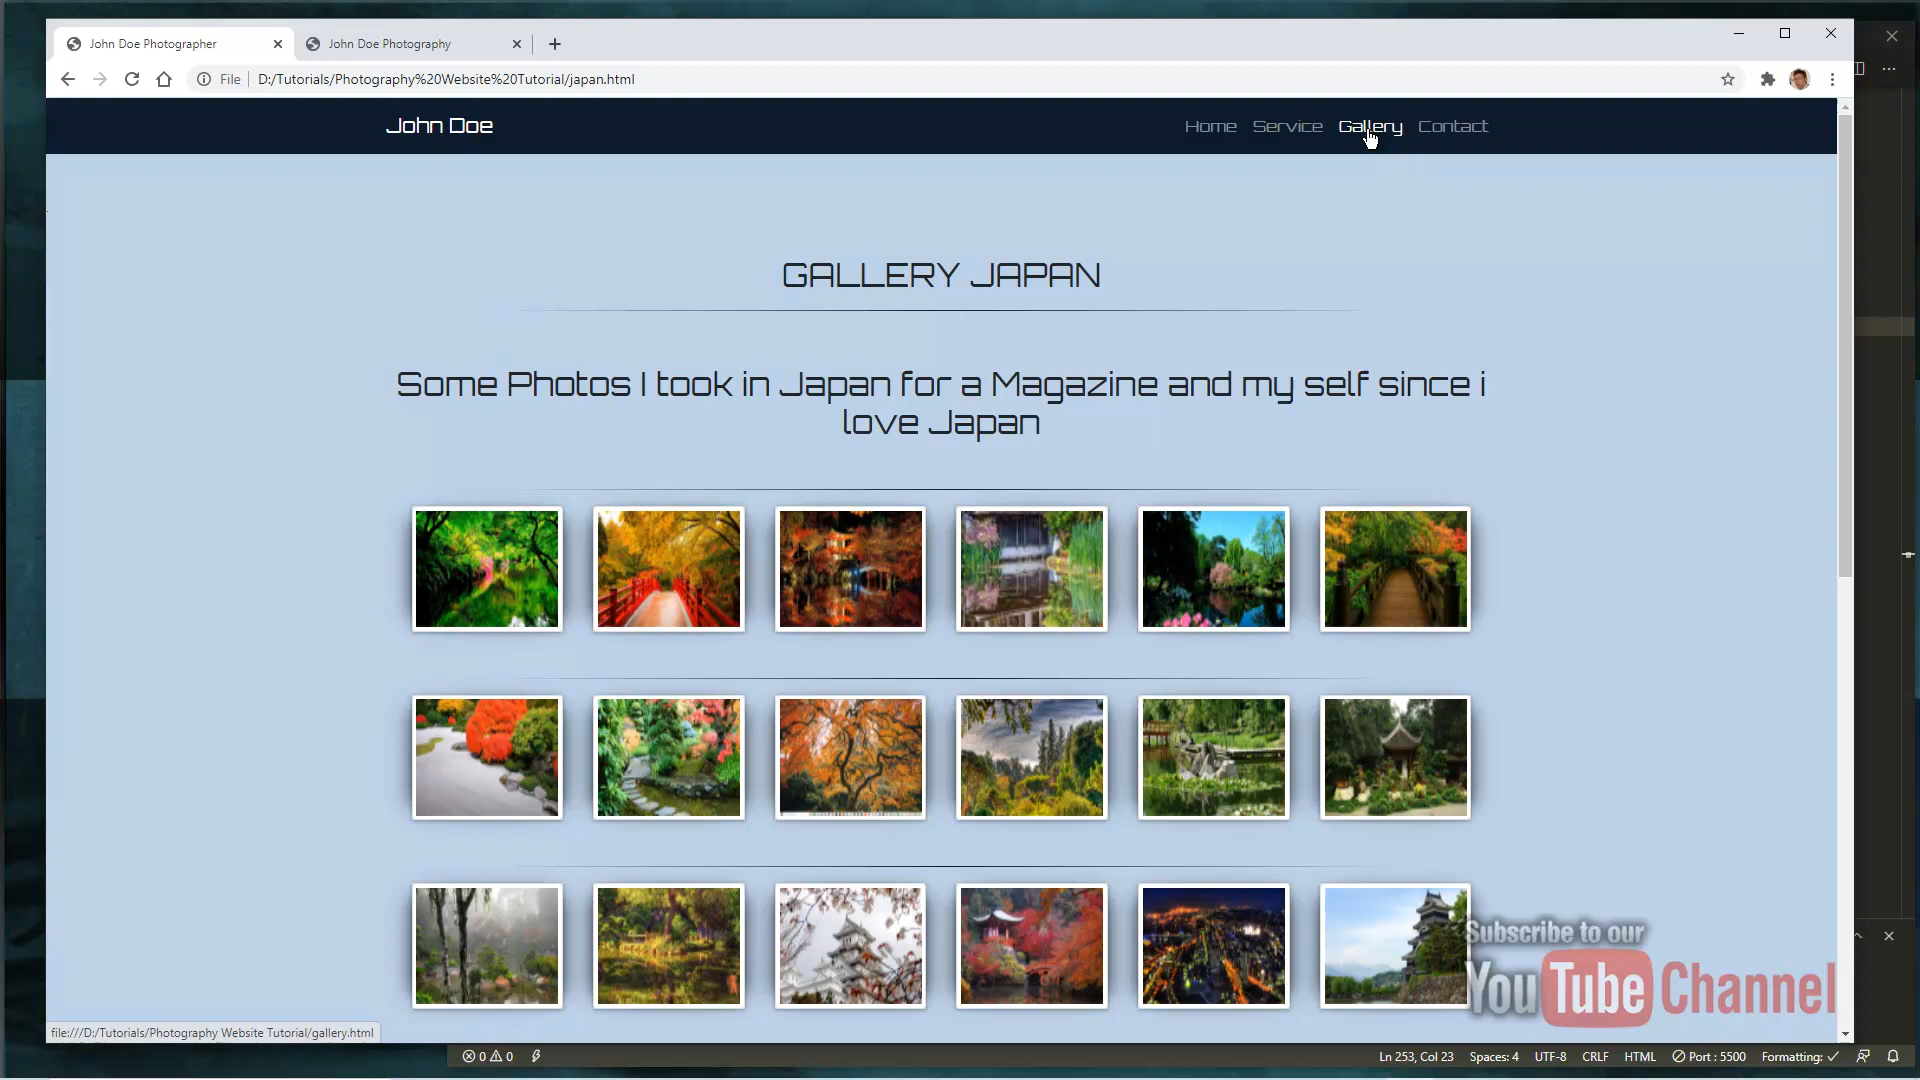 John Doe Photographer
John Doe Photography
File
D:/Tutorials/Photography%20Website%20Tutorial/japan.html
John Doe
Home Service Gallery Contact
GALLERY JAPAN
Some Photos I took in Japan for a Magazine and my self since i
love Japan
Subscribe to our
YouTube Channel
file:///D:/Tutorials/Photography Website Tutorial/gallery.html
0 0 Ln 253, Col 23 Spaces: 4 UTF-8 CRLF HTML Port : 5500 Formatting: